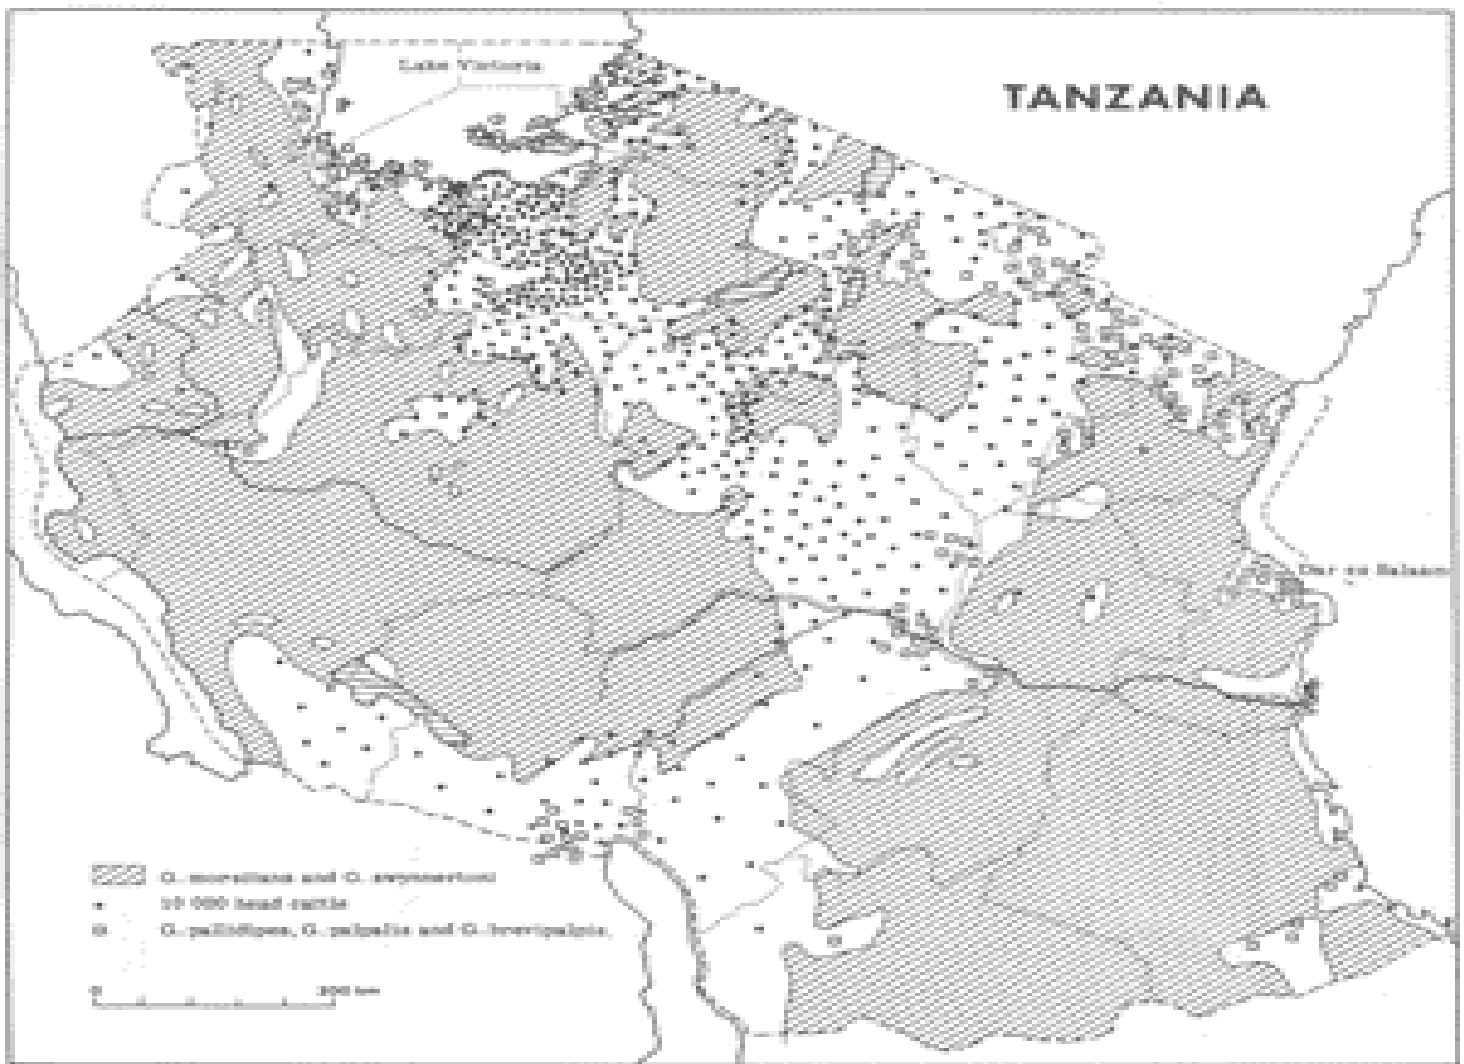 TANZANIA
Lake Victoria
Dar es Salaam
G. morsitans and G. swynnertoni
10 000 head cattle
G. pallidipes, G. palpalis and G. brevipalpis.
0 200 km